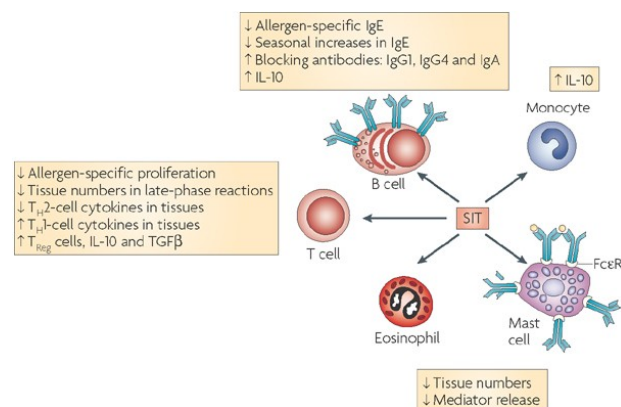 ↓ Allergen-specific IgE
↓ Seasonal increases in IgE
↑ Blocking antibodies: IgG1, IgG4 and IgA
↑ IL-10
↑ IL-10
Monocyte
B cell
↓ Allergen-specific proliferation
↓ Tissue numbers in late-phase reactions
↓ TH2-cell cytokines in tissues
↑ TH1-cell cytokines in tissues
↑ TReg cells, IL-10 and TGFβ
T cell
SIT
FcεR
Eosinophil
Mast
cell
↓ Tissue numbers
↓ Mediator release